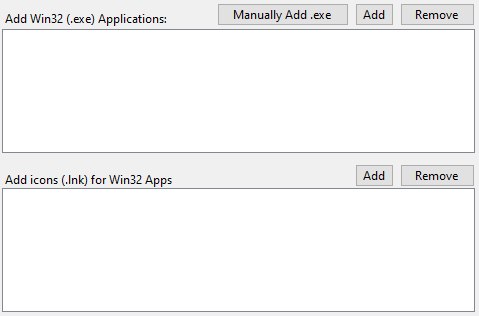 Add Win32 (.exe) Applications: Manually Add .exe Add Remove
Add icons (.lnk) for Win32 Apps Add Remove